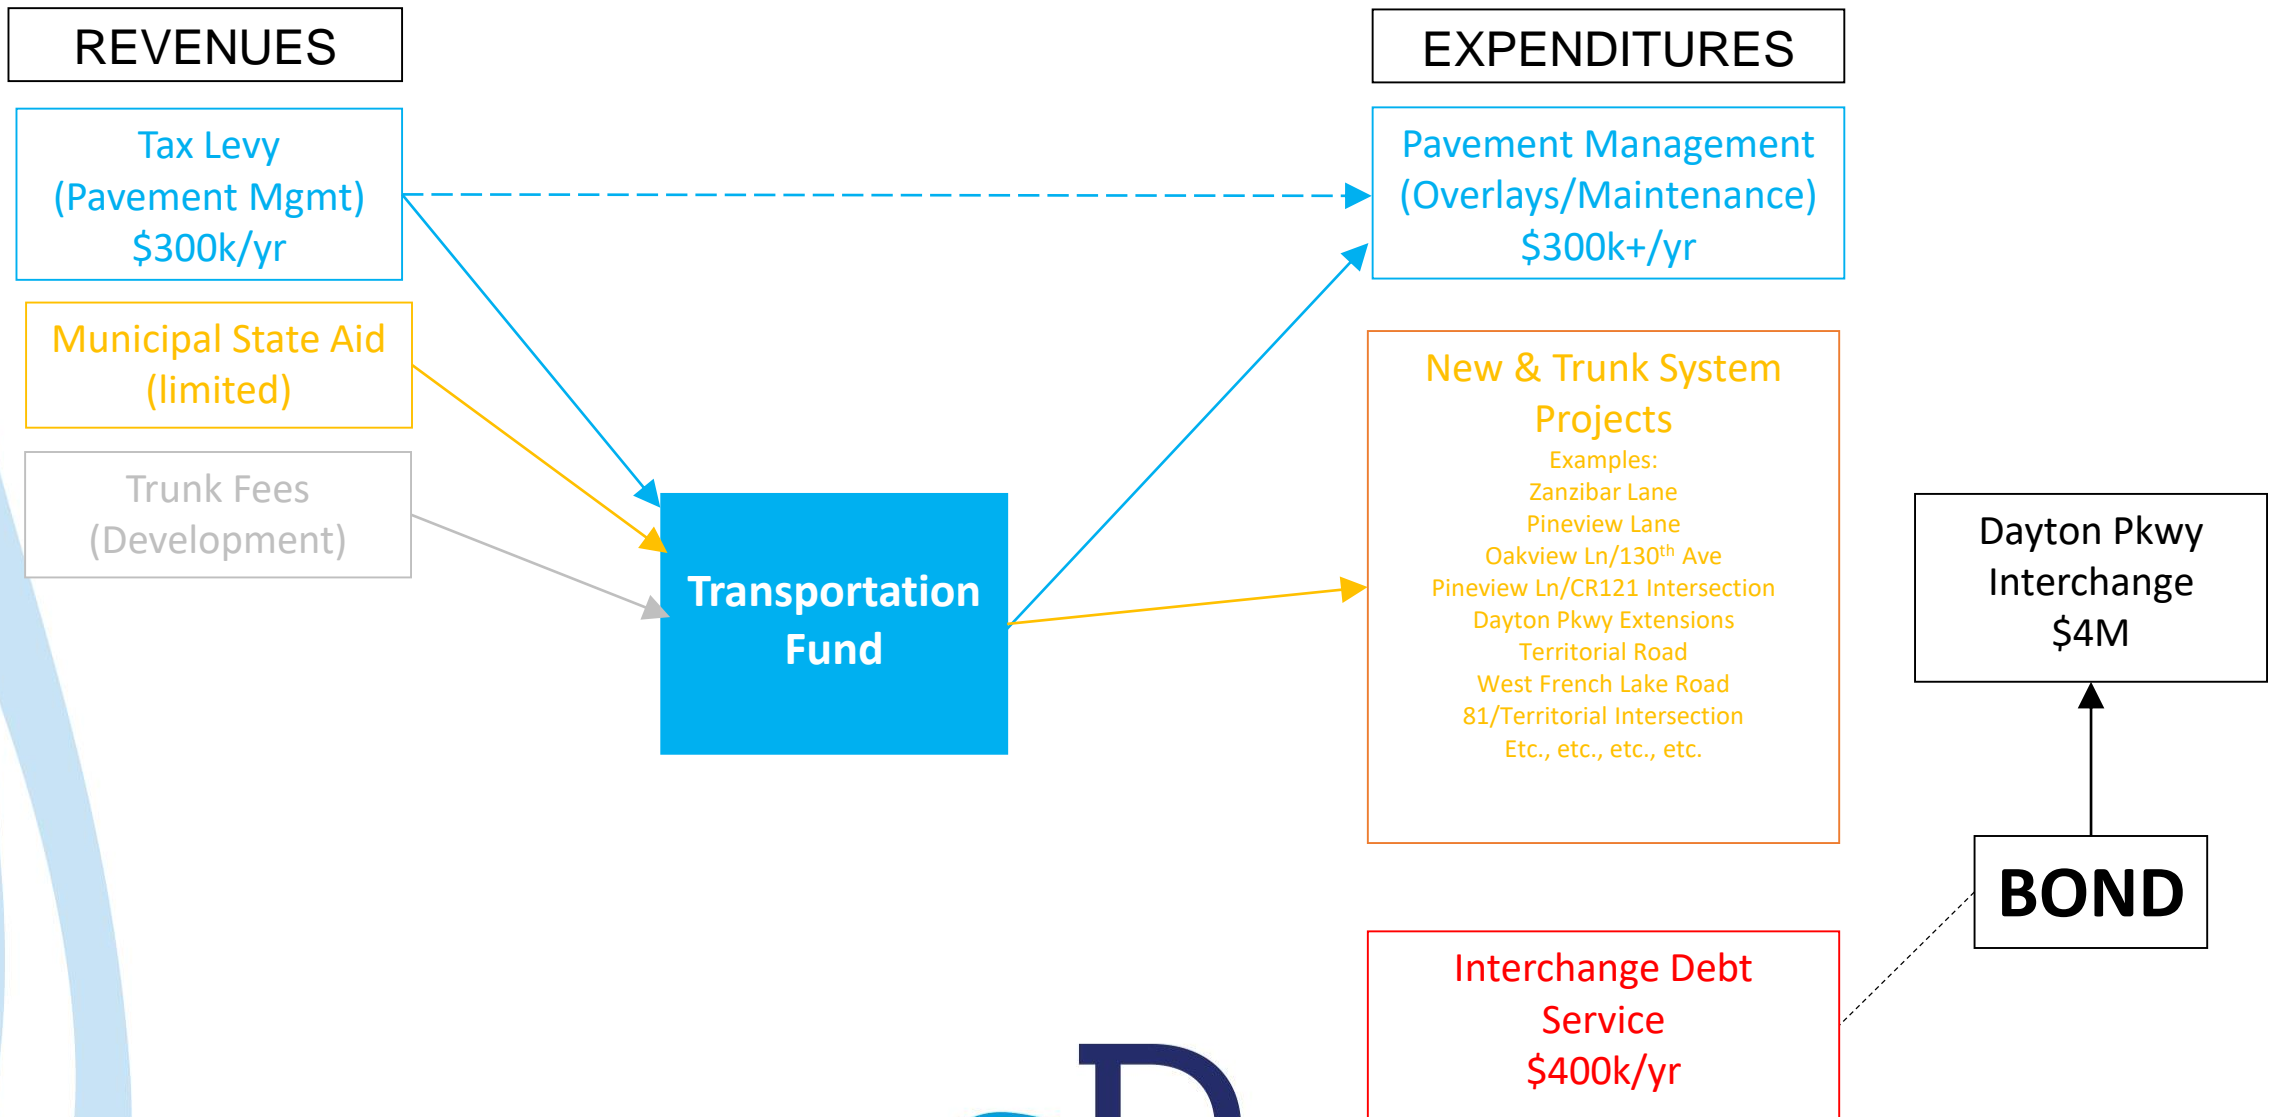 REVENUES
Tax Levy
(Pavement Mgmt)
$300k/yr
Municipal State Aid
(limited)
Trunk Fees
(Development)
Transportation
Fund
EXPENDITURES
Pavement Management
(Overlays/Maintenance)
$300k+/yr
New & Trunk System
Projects
Examples:
Zanzibar Lane
Pineview Lane
Oakview Ln/130th Ave
Pineview Ln/CR121 Intersection
Dayton Pkwy Extensions
Territorial Road
West French Lake Road
81/Territorial Intersection
Etc., etc., etc., etc.
Interchange Debt
Service
$400k/yr
Dayton Pkwy
Interchange
$4M
BOND